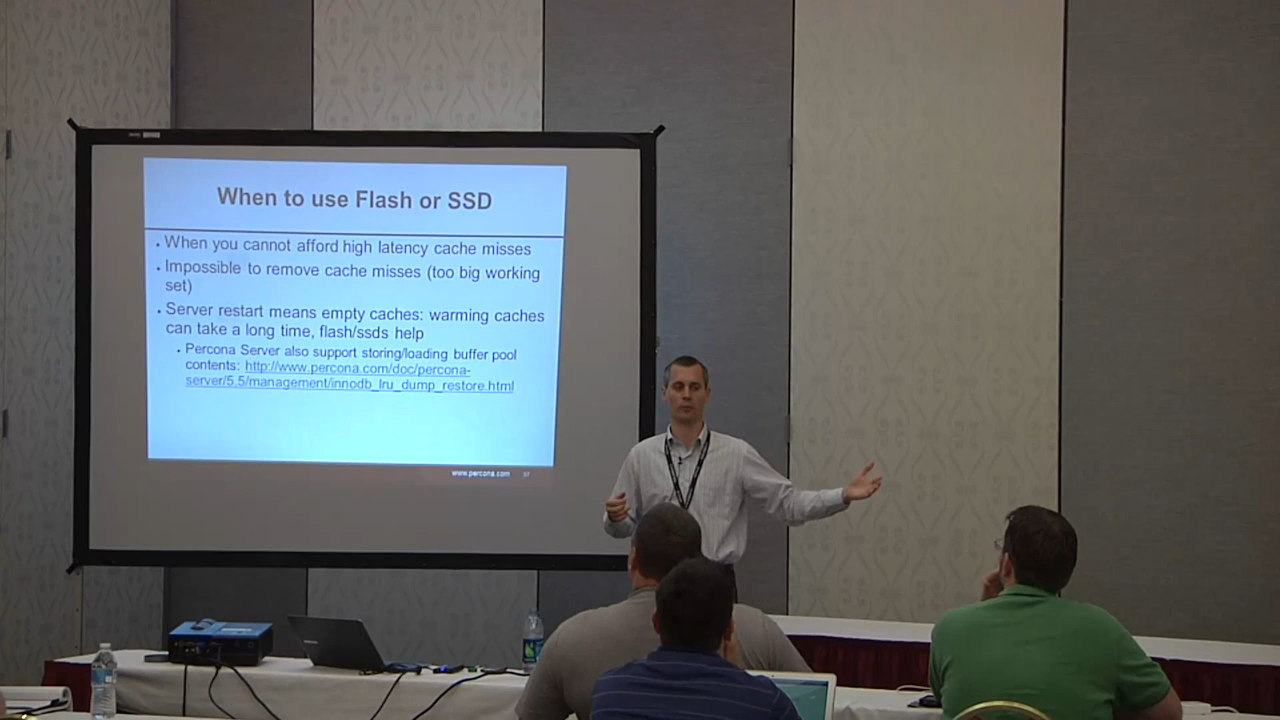 When to use Flash or SSD
When you cannot afford high latency cache misses
Impossible to remove cache misses (too big working
set)
Server restart means empty caches: warming caches
can take a long time, flash/ssds help
Percona Server also support storing/loading buffer pool
contents: http://www.percona.com/doc/percona-
server/5.5/management/innodb_lru_dump_restore.html
www.percona.com